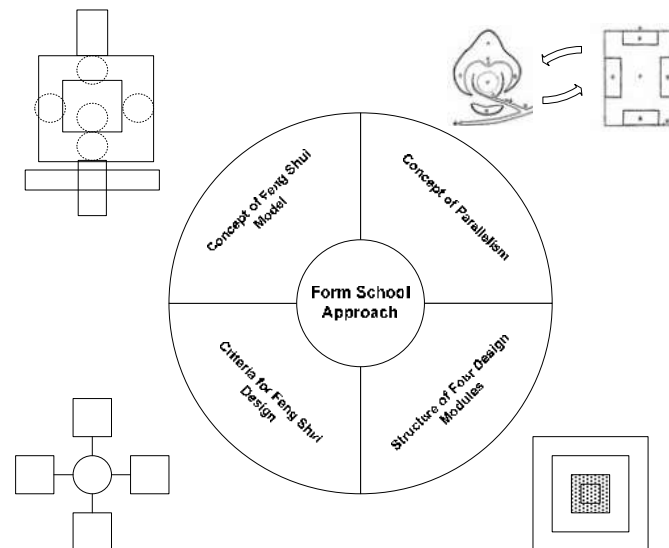 Concept of Feng Shui
Model
Concept of Parallelism
Form School
Approach
Criteria for Feng Shui
Design
Structure of Four Design
Modules